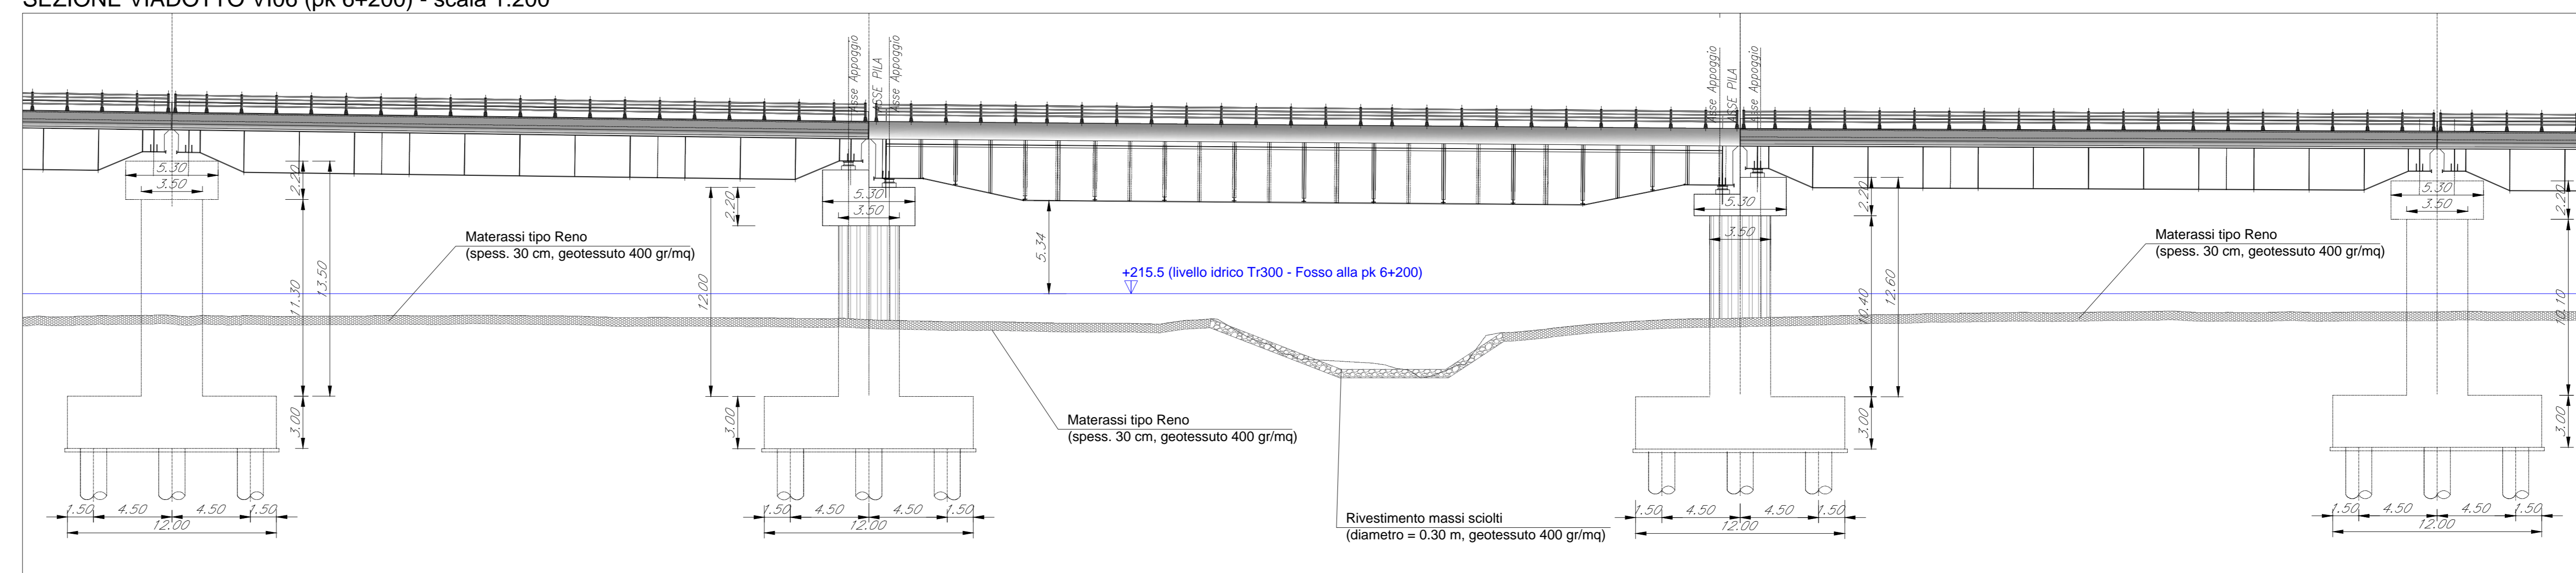 SEZIONE VIADOTTO VI06 (pk 6+200) - scala 1:200
Asse Appoggio
ASSE PILA
Asse Appoggio
Asse Appoggio
ASSE PILA
Asse Appoggio
5.30
3.50
2.20
11.30
13.50
3.00
1.50
4.50
4.50
1.50
12.00
Materassi tipo Reno
(spess. 30 cm, geotessuto 400 gr/mq)
5.30
3.50
2.20
12.00
3.00
1.50
4.50
4.50
1.50
12.00
5.34
+215.5 (livello idrico Tr300 - Fosso alla pk 6+200)
Materassi tipo Reno
(spess. 30 cm, geotessuto 400 gr/mq)
Rivestimento massi sciolti
(diametro = 0.30 m, geotessuto 400 gr/mq)
5.30
3.50
2.20
10.40
12.60
3.00
1.50
4.50
4.50
1.50
12.00
Materassi tipo Reno
(spess. 30 cm, geotessuto 400 gr/mq)
5.30
3.50
2.20
10.10
3.00
1.50
4.50
4.50
1.50
12.00